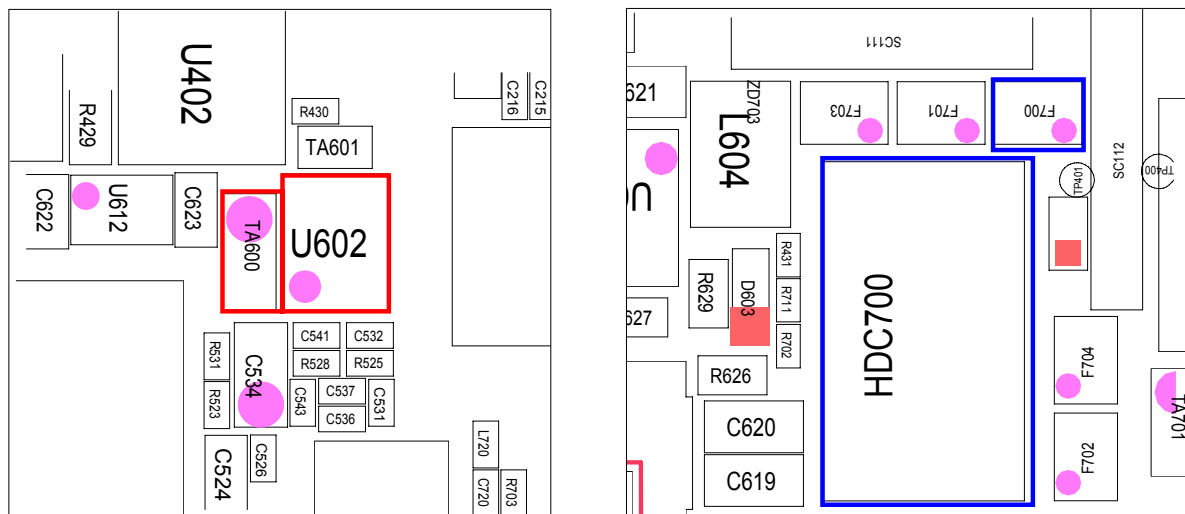 U402
R429
R430
TA601
C216
C215
C622
U612
C623
TA600
U602
R531
R523
C534
C541
C532
R528
R525
C543
C537
C536
C531
C524
C526
L720
C720
R703
SC111
621
ZD703
L604
F703
F701
F700
TP401
SC112
TP400
on
R431
R629
D603
R711
R702
627
R626
C620
C619
HDC700
F704
F702
TA701